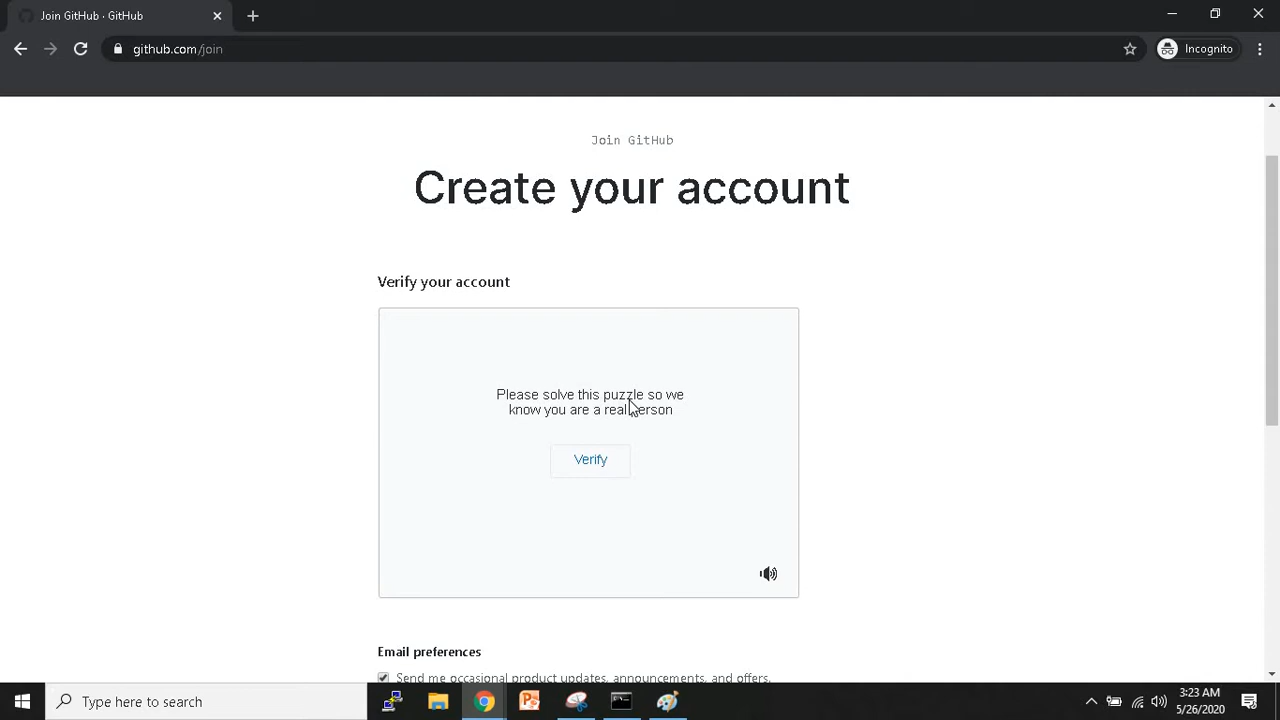 Join GitHub · GitHub
github.com/join
Incognito
Join GitHub
Create your account
Verify your account
Please solve this puzzle so we
know you are a real person
Verify
Email preferences
Send me occasional product updates, announcements, and offers.
Type here to search
3:23 AM
5/26/2020